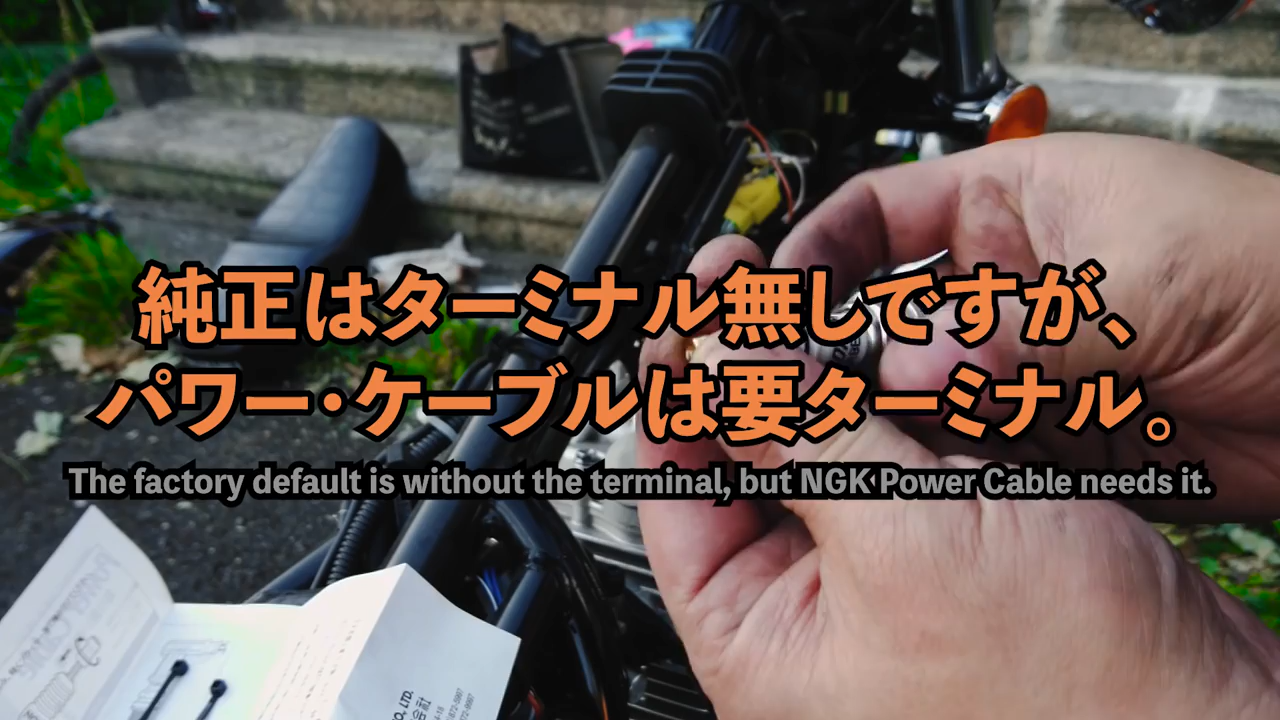 純正はターミナル無しですが、
パワー・ケーブルは要ターミナル。
The factory default is without the terminal, but NGK Power Cable needs it.
CO., LTD.